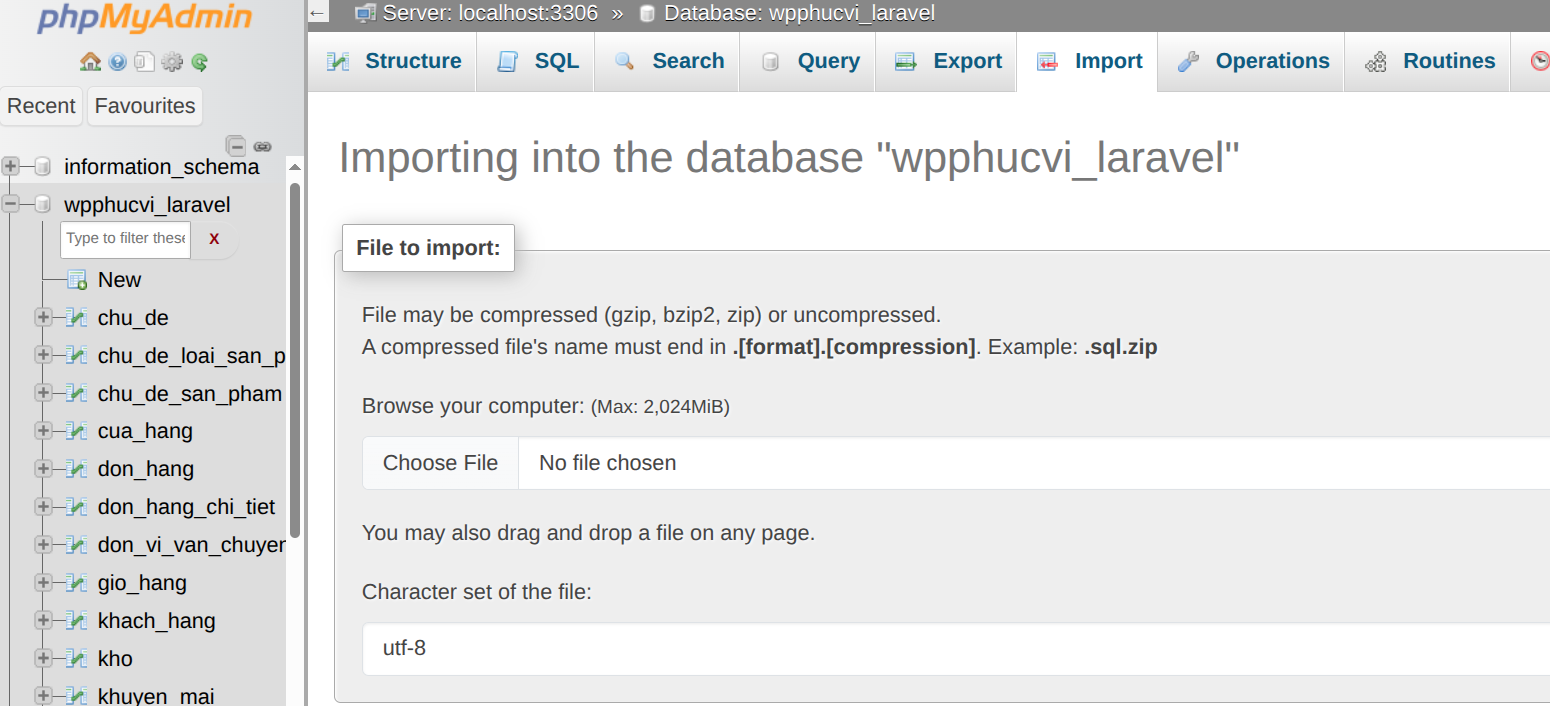 phpMyAdmin
Recent
Favourites
information_schema
wpphucvi_laravel
Type to filter these
X
New
chu_de
chu_de_loai_san_p
chu_de_san_pham
cua_hang
don_hang
don_hang_chi_tiet
don_vi_van_chuyen
gio_hang
khach_hang
kho
khuyen_mai
← Server: localhost:3306 » Database: wpphucvi_laravel
Structure SQL Search Query Export Import Operations Routines
Importing into the database "wpphucvi_laravel"
File to import:
File may be compressed (gzip, bzip2, zip) or uncompressed.
A compressed file's name must end in .[format].[compression]. Example: .sql.zip
Browse your computer: (Max: 2,024MiB)
Choose File No file chosen
You may also drag and drop a file on any page.
Character set of the file:
utf-8